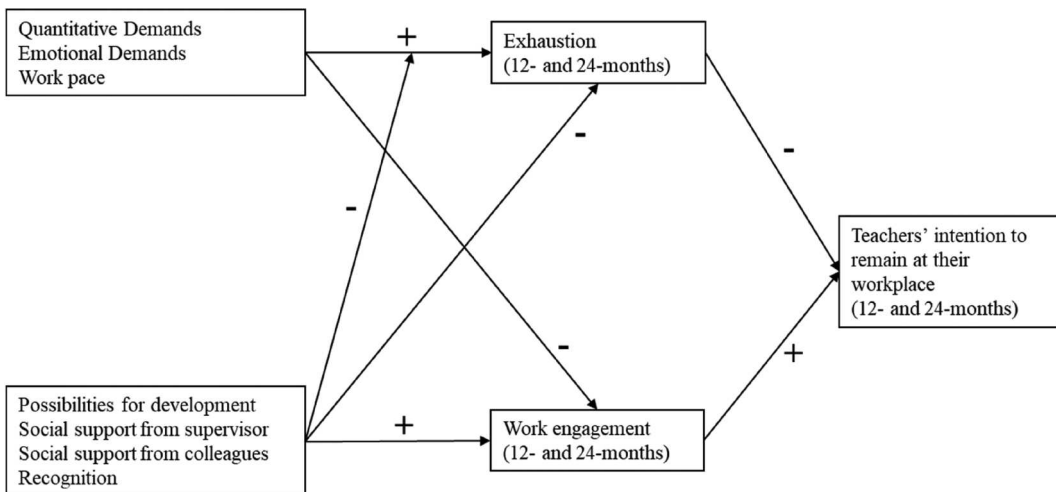 Quantitative Demands
Emotional Demands
Work pace
+
Exhaustion
(12- and 24-months)
-
-
-
Teachers' intention to
remain at their
workplace
(12- and 24-months)
-
+
Possibilities for development
Social support from supervisor
Social support from colleagues
Recognition
+
Work engagement
(12- and 24-months)